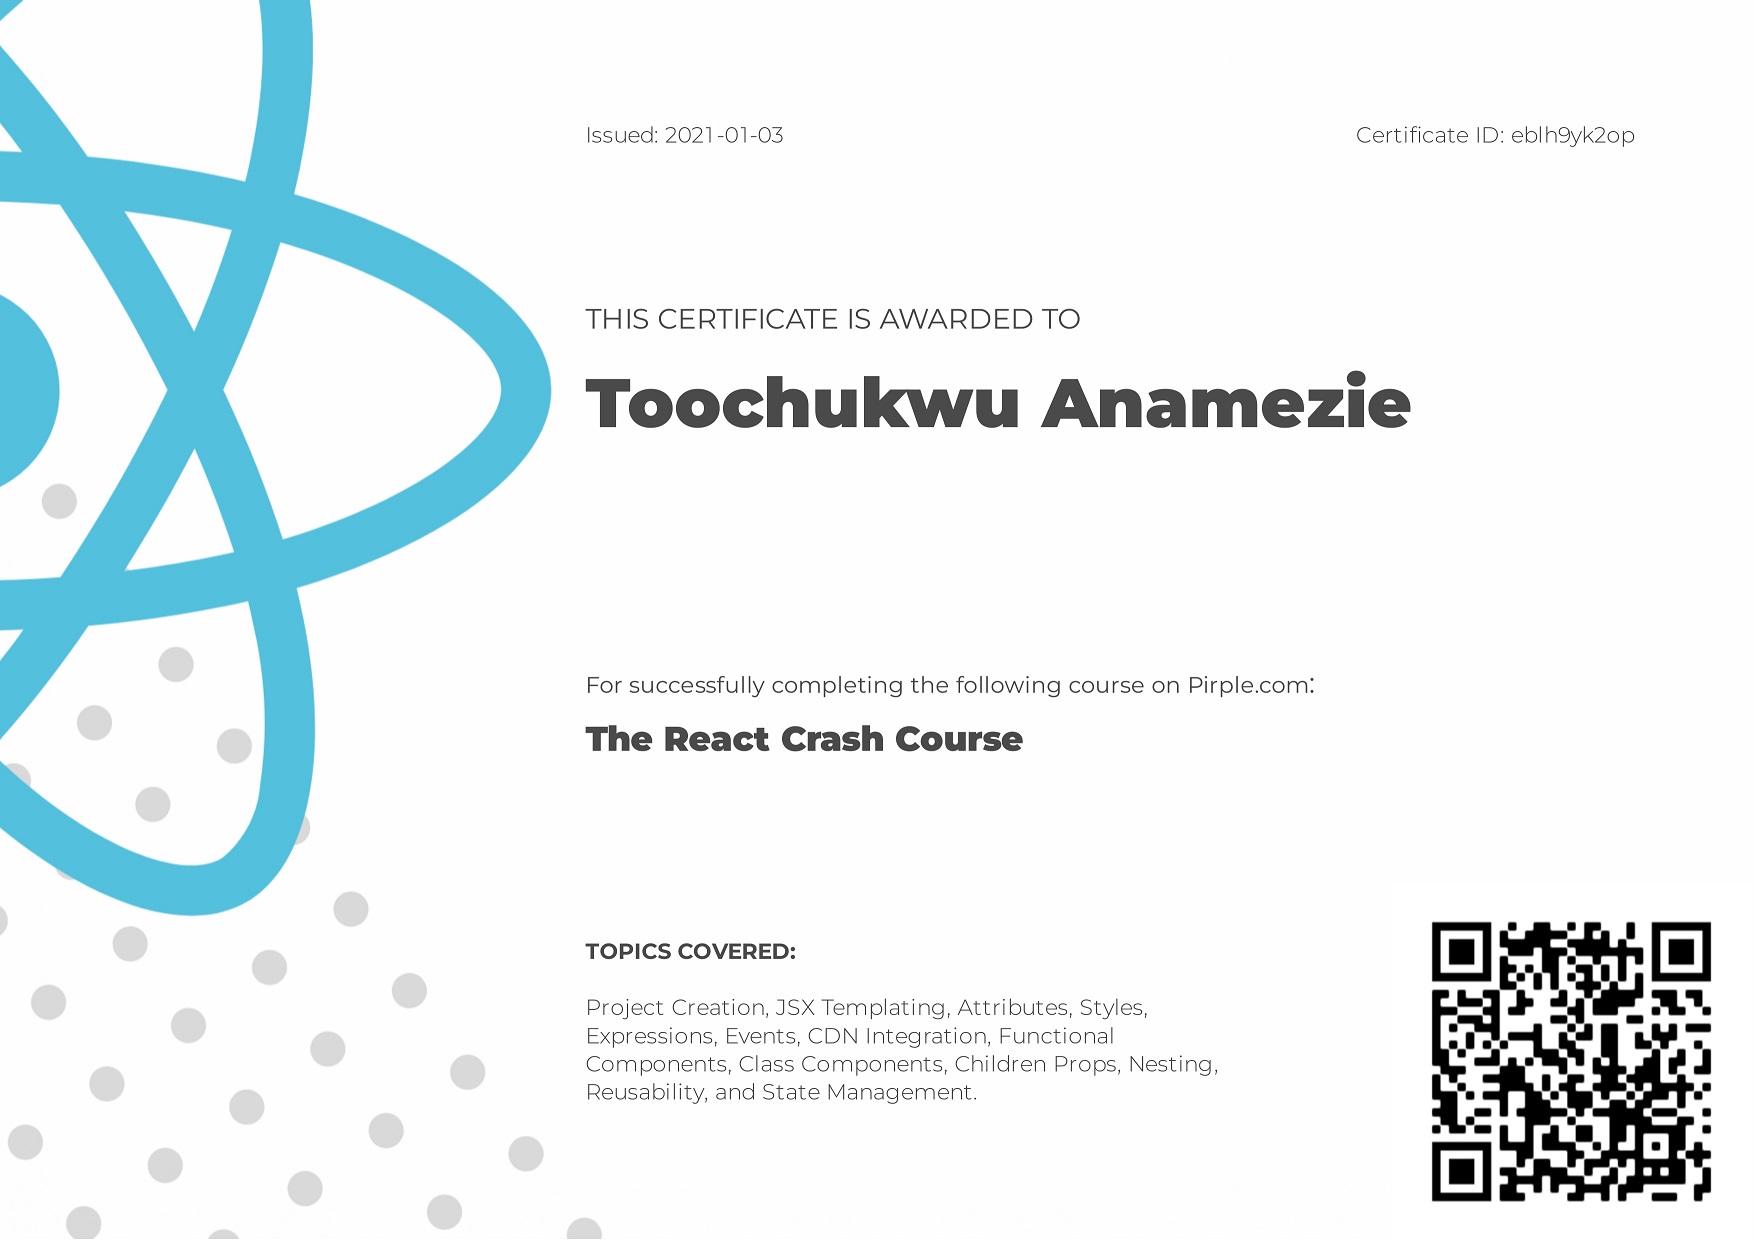 Issued: 2021-01-03
Certificate ID: eblh9yk2op
THIS CERTIFICATE IS AWARDED TO
Toochukwu Anamezie
For successfully completing the following course on Pirple.com:
The React Crash Course
TOPICS COVERED:
Project Creation, JSX Templating, Attributes, Styles,
Expressions, Events, CDN Integration, Functional
Components, Class Components, Children Props, Nesting,
Reusability, and State Management.